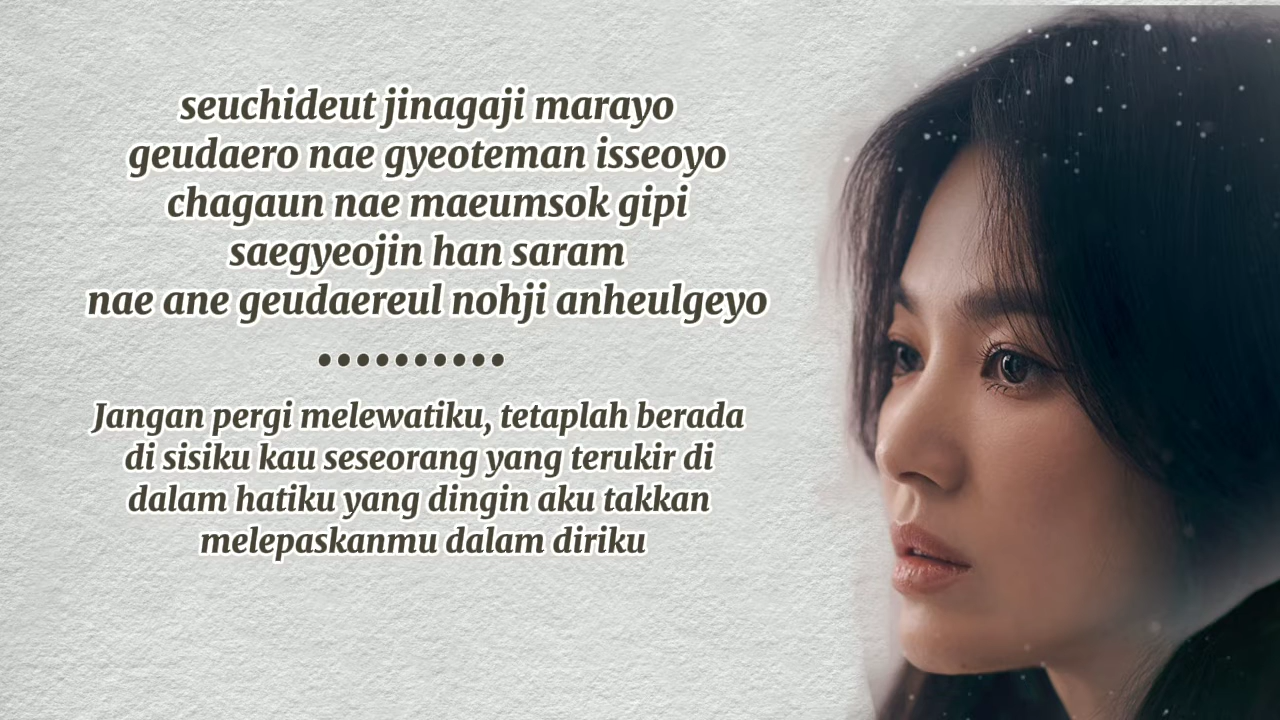 seuchideut jinagaji marayo
geudaero nae gyeoteman isseoyo
chagaun nae maeumsok gipi
saegyeojin han saram
nae ane geudaereul nohji anheulgeyo
••••••••••
Jangan pergi melewatiku, tetaplah berada
di sisiku kau seseorang yang terukir di
dalam hatiku yang dingin aku takkan
melepaskanmu dalam diriku